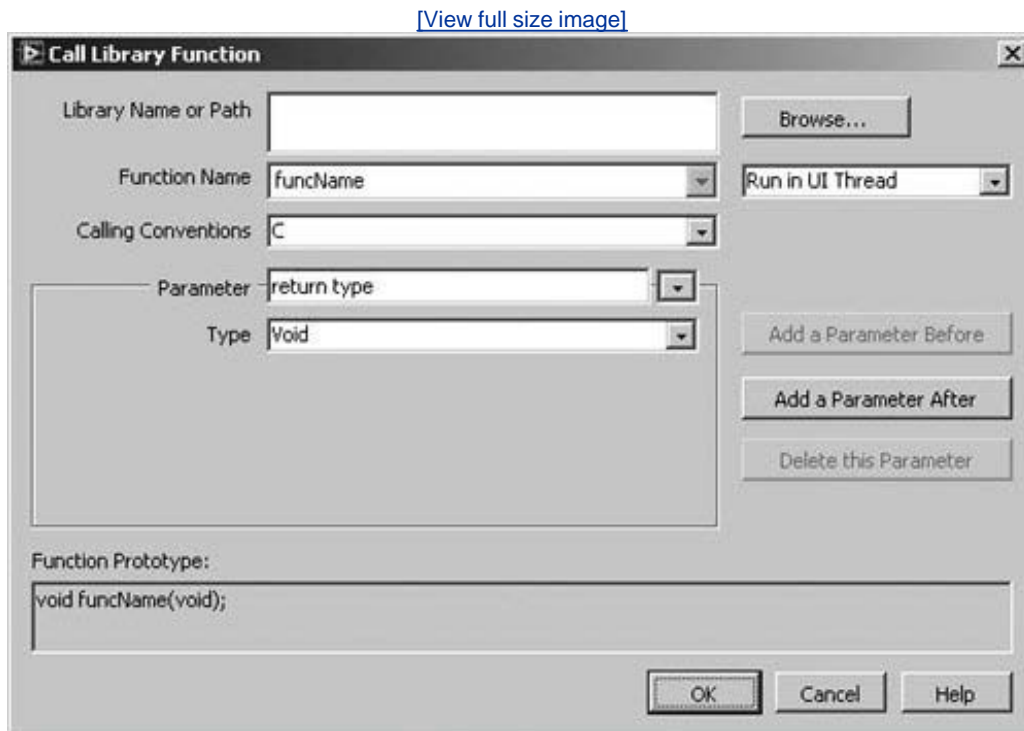 [View full size image]
Call Library Function
Library Name or Path
Browse...
Function Name funcName Run in UI Thread
Calling Conventions C
Parameter return type
Type Void
Add a Parameter Before
Add a Parameter After
Delete this Parameter
Function Prototype:
void funcName(void);
OK Cancel Help